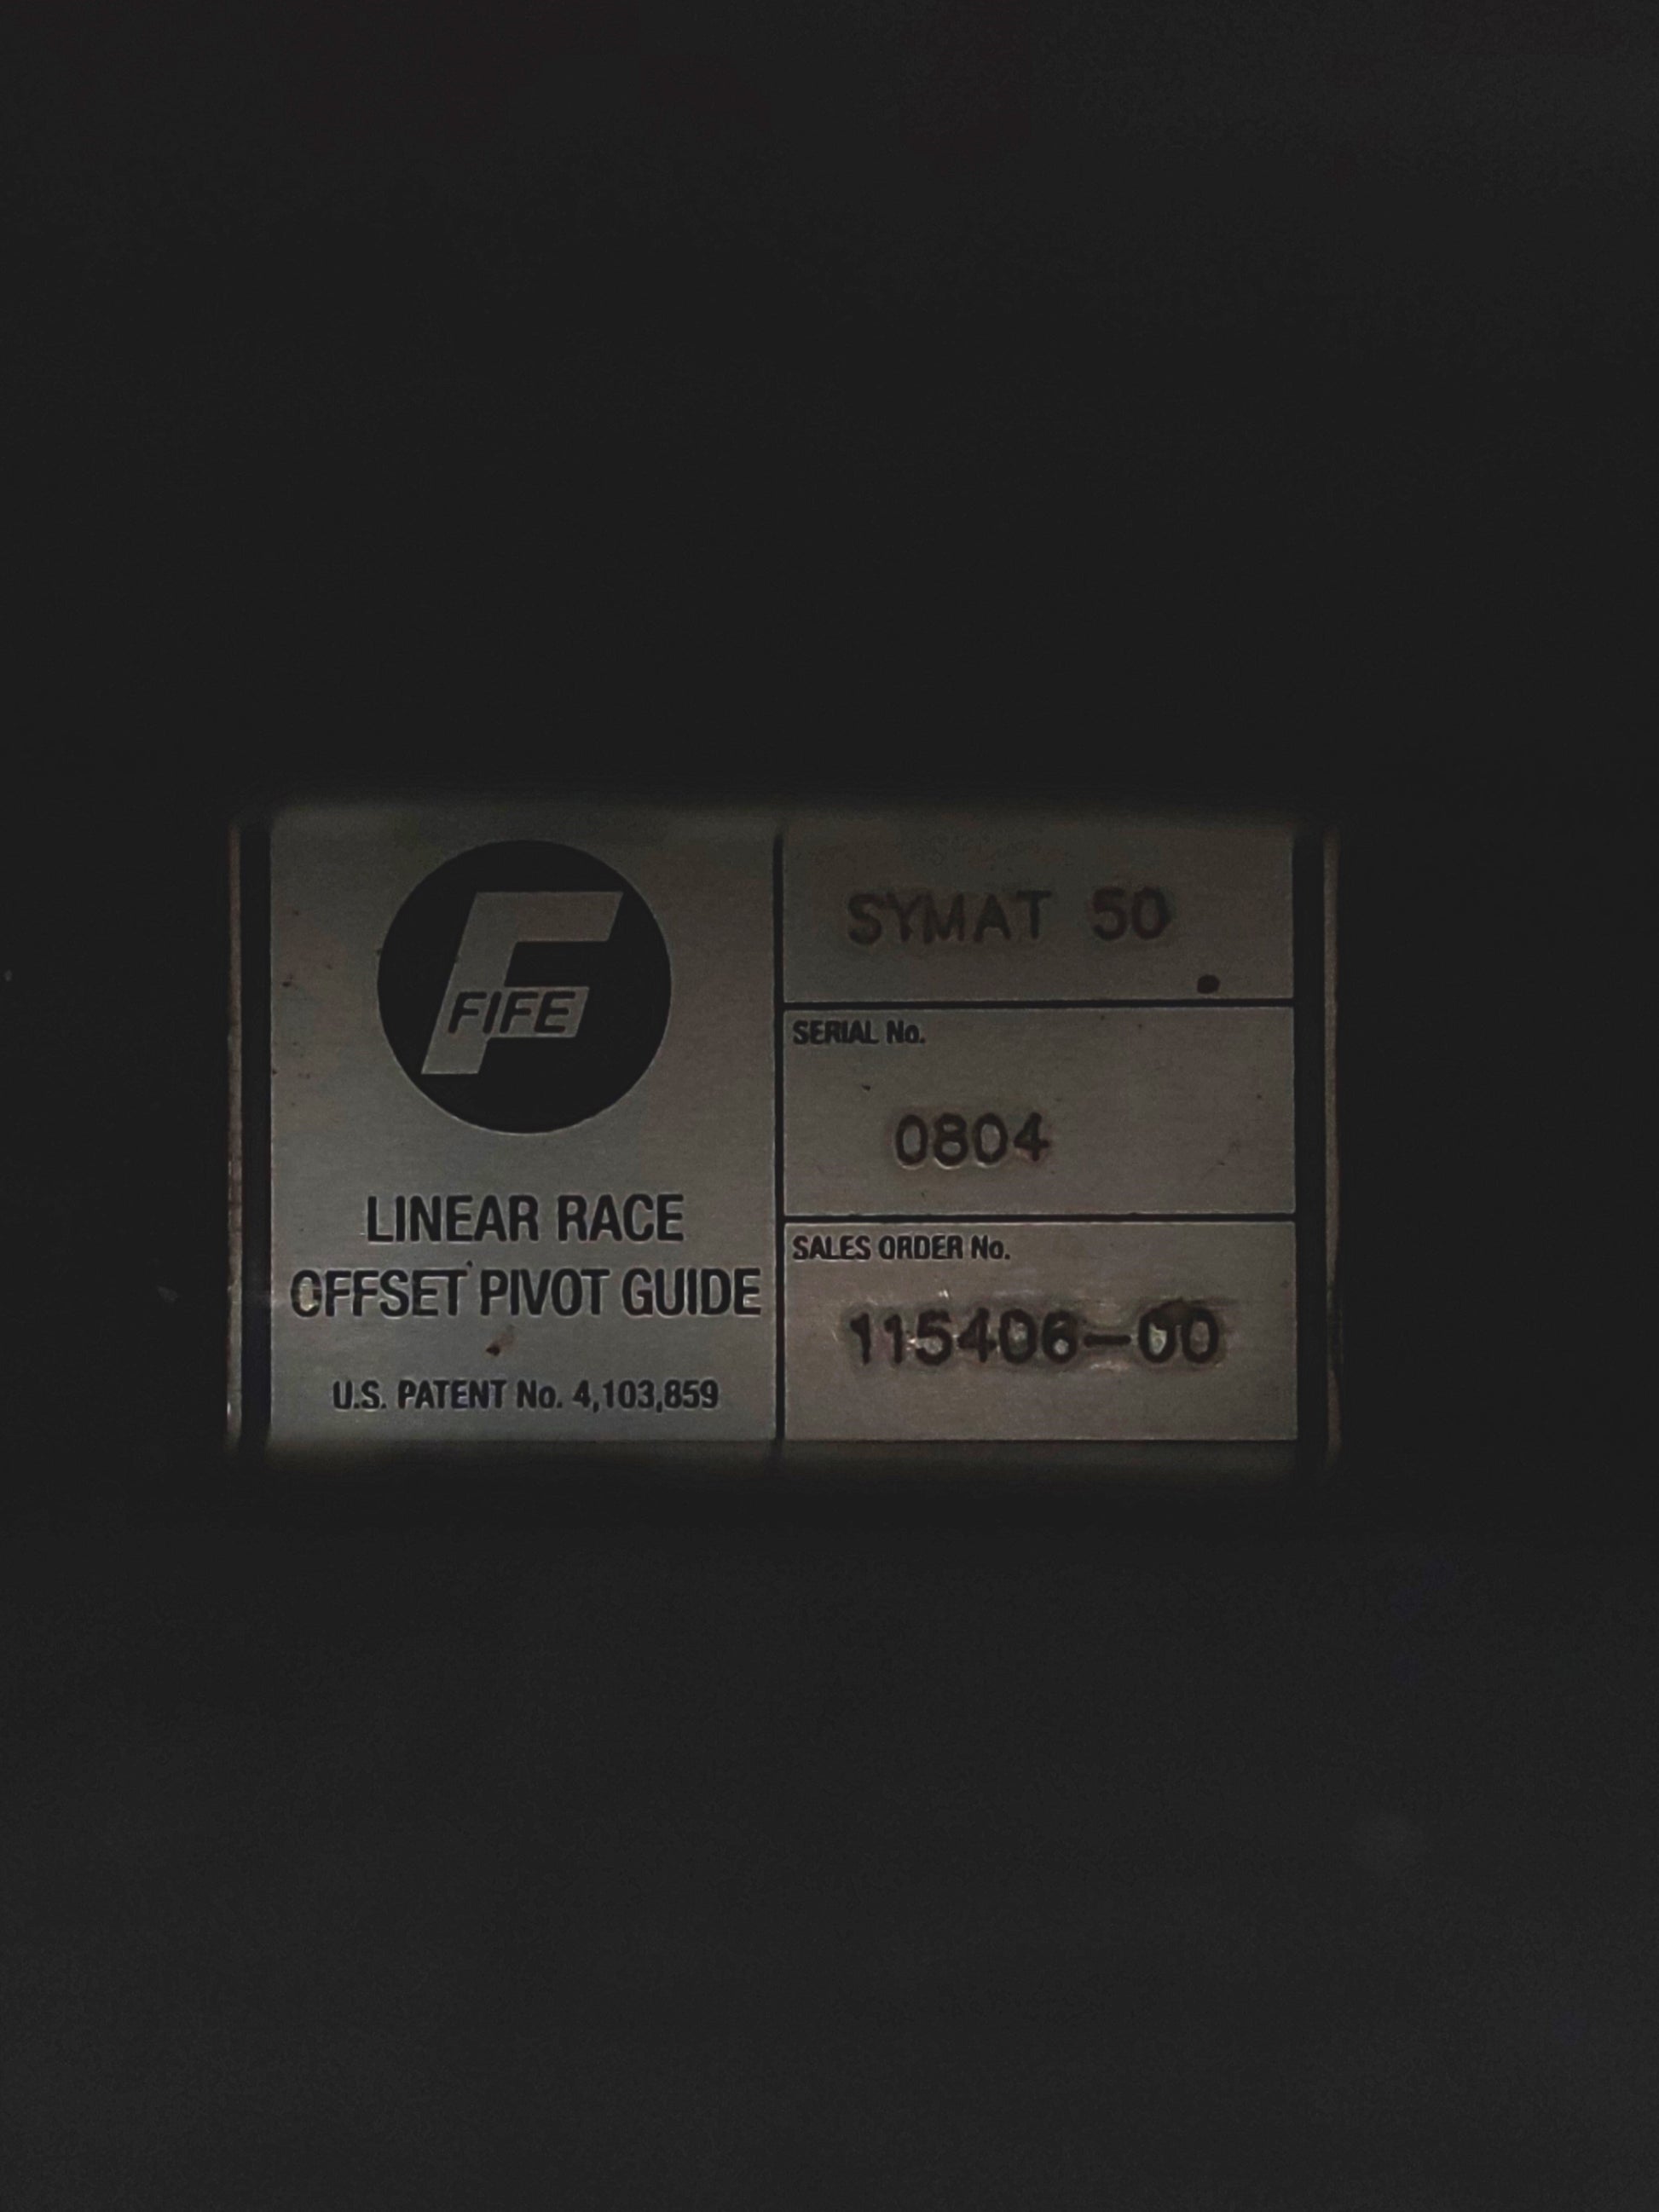 FIFE
LINEAR RACE
OFFSET PIVOT GUIDE
U.S. PATENT No. 4,103,859
SYMAT 50
SERIAL No.
0804
SALES ORDER No.
115406-00